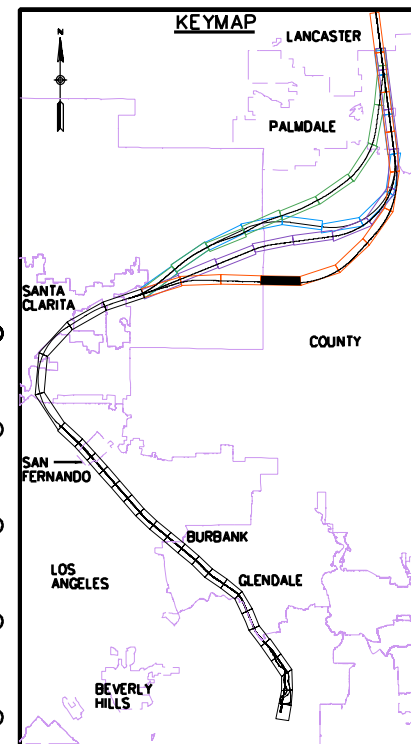 KEYMAP
N
LANCASTER
PALMDALE
SANTA
CLARITA
COUNTY
SAN
FERNANDO
BURBANK
LOS
ANGELES
GLENDALE
BEVERLY
HILLS